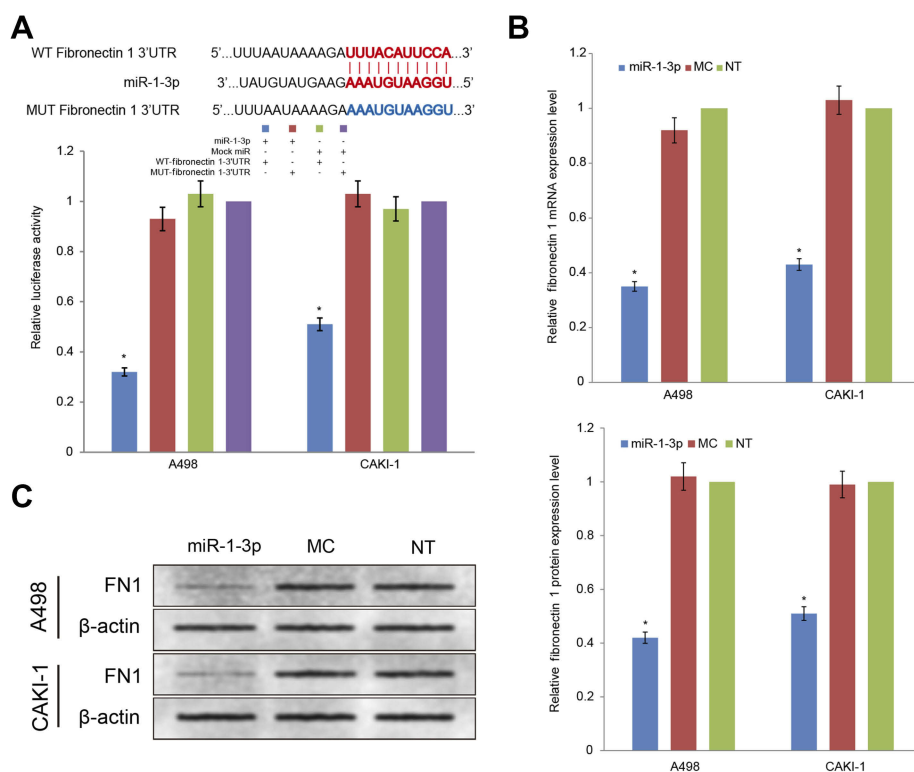 A
WT Fibronectin 1 3’UTR 5’...UUUAAUAAAAGAUUUACAUUCCA...3’
miR-1-3p 3’...UAUGUAUGAAGAAAUGUAAGGU...5’
MUT Fibronectin 1 3’UTR 5’...UUUAAUAAAAGAAAAUGUAAGGU...3’
miR-1-3p + + - -
Mock miR - - + +
WT-fibronectin 1-3'UTR + - + -
MUT-fibronectin 1-3'UTR - + - +
Relative luciferase activity
1.2
1
0.8
0.6
0.4
0.2
0
*
*
A498 CAKI-1
B
miR-1-3p MC NT
Relative fibronectin 1 mRNA expression level
1.2
1
0.8
0.6
0.4
0.2
0
*
*
A498 CAKI-1
miR-1-3p MC NT
Relative fibronectin 1 protein expression level
1.2
1
0.8
0.6
0.4
0.2
0
*
*
A498 CAKI-1
C
miR-1-3p MC NT
A498
FN1
β-actin
CAKI-1
FN1
β-actin